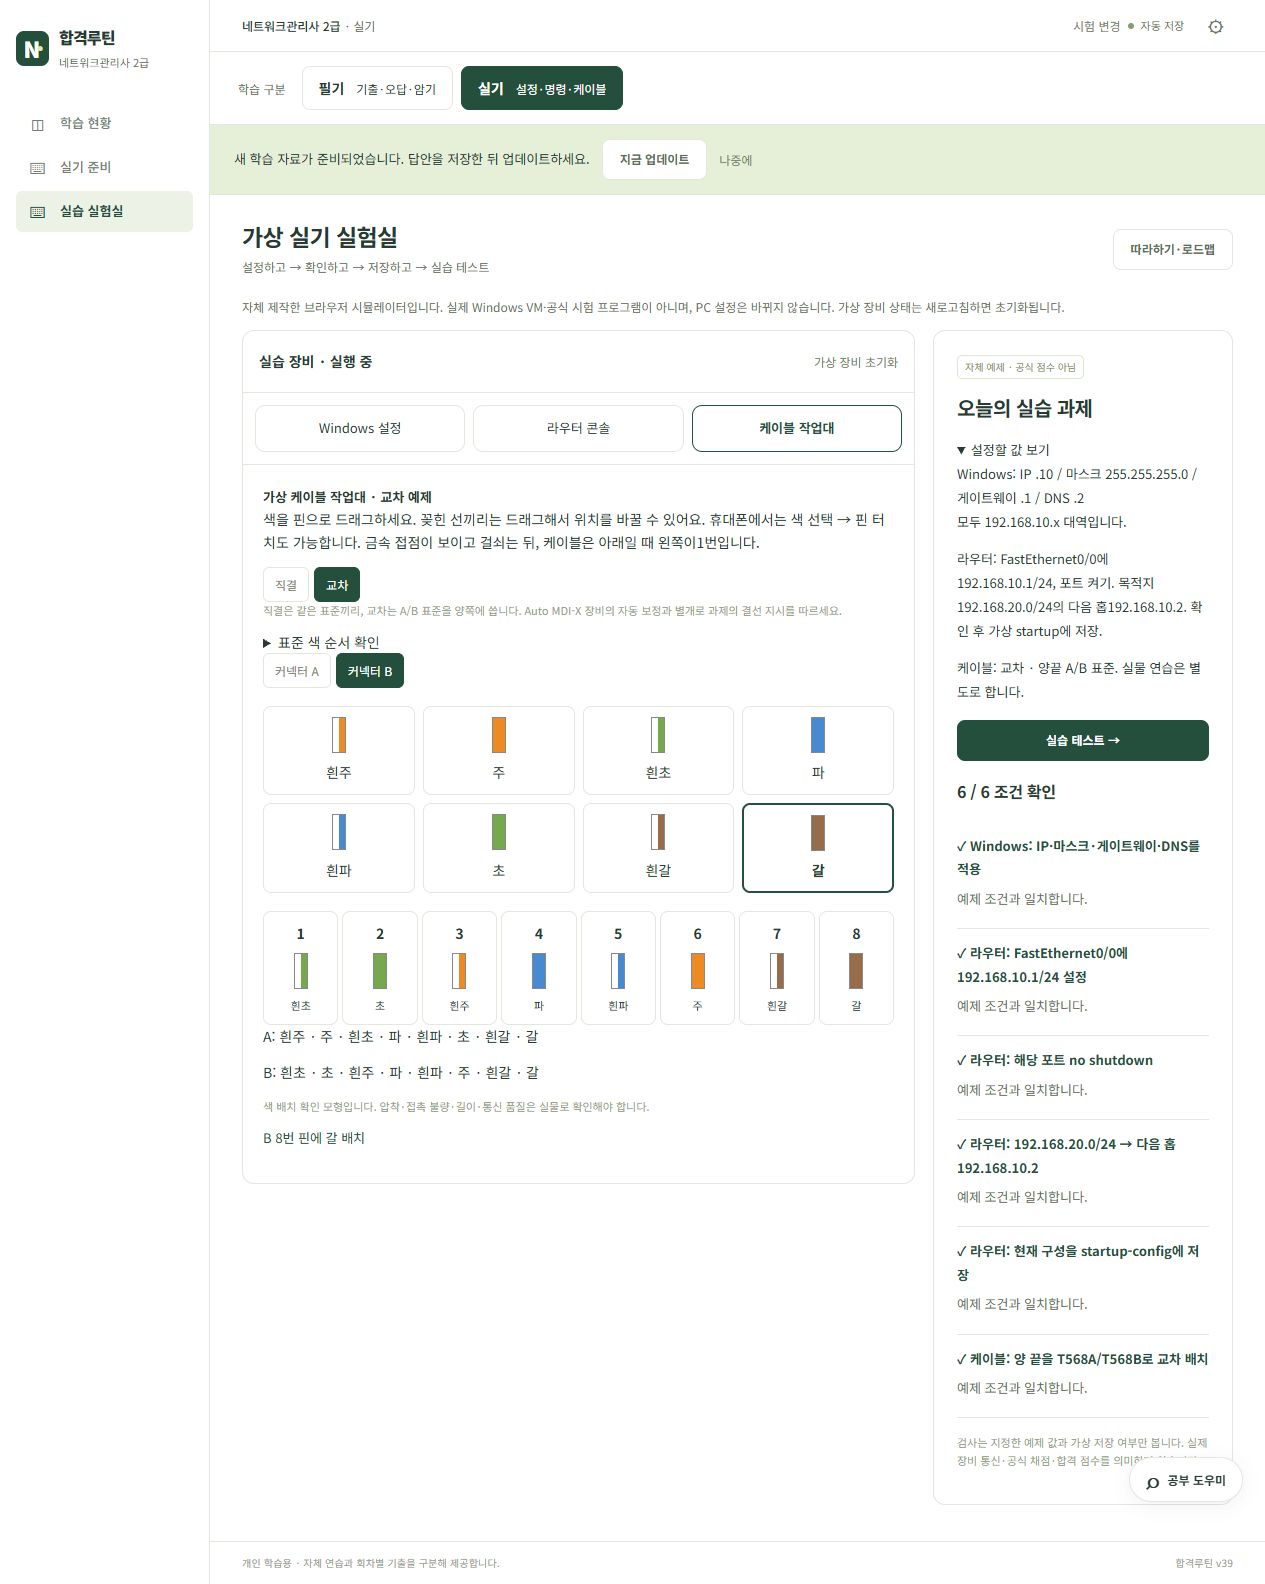 합격루틴
네트워크관리사 2급
학습 현황
실기 준비
실습 실험실
네트워크관리사 2급 · 실기
시험 변경 ● 자동 저장
학습 구분
필기 기출·오답·암기
실기 설정·명령·케이블
새 학습 자료가 준비되었습니다. 답안을 저장한 뒤 업데이트하세요.
지금 업데이트
나중에
가상 실기 실험실
설정하고 → 확인하고 → 저장하고 → 실습 테스트
따라하기·로드맵
자체 제작한 브라우저 시뮬레이터입니다. 실제 Windows VM·공식 시험 프로그램이 아니며, PC 설정은 바뀌지 않습니다. 가상 장비 상태는 새로고침하면 초기화됩니다.
실습 장비 · 실행 중
가상 장비 초기화
Windows 설정
라우터 콘솔
케이블 작업대
가상 케이블 작업대 · 교차 예제
색을 핀으로 드래그하세요. 꽂힌 선끼리는 드래그해서 위치를 바꿀 수 있어요. 휴대폰에서는 색 선택 → 핀 터
치도 가능합니다. 금속 접점이 보이고 걸쇠는 뒤, 케이블은 아래일 때 왼쪽이1번입니다.
직결
교차
직결은 같은 표준끼리, 교차는 A/B 표준을 양쪽에 씁니다. Auto MDI-X 장비의 자동 보정과 별개로 과제의 결선 지시를 따르세요.
▶ 표준 색 순서 확인
커넥터 A
커넥터 B
흰주
주
흰초
파
흰파
초
흰갈
갈
1 2 3 4 5 6 7 8
흰초 초 흰주 파 흰파 주 흰갈 갈
A: 흰주 · 주 · 흰초 · 파 · 흰파 · 초 · 흰갈 · 갈
B: 흰초 · 초 · 흰주 · 파 · 흰파 · 주 · 흰갈 · 갈
색 배치 확인 모형입니다. 압착·접촉 불량·길이·통신 품질은 실물로 확인해야 합니다.
B 8번 핀에 갈 배치
자체 예제 · 공식 점수 아님
오늘의 실습 과제
▼ 설정할 값 보기
Windows: IP .10 / 마스크 255.255.255.0 /
게이트웨이 .1 / DNS .2
모두 192.168.10.x 대역입니다.
라우터: FastEthernet0/0에
192.168.10.1/24, 포트 켜기. 목적지
192.168.20.0/24의 다음 홉192.168.10.2. 확
인 후 가상 startup에 저장.
케이블: 교차 · 양끝 A/B 표준. 실물 연습은 별
도로 합니다.
실습 테스트 →
6 / 6 조건 확인
✓ Windows: IP·마스크·게이트웨이·DNS를
적용
예제 조건과 일치합니다.
✓ 라우터: FastEthernet0/0에
192.168.10.1/24 설정
예제 조건과 일치합니다.
✓ 라우터: 해당 포트 no shutdown
예제 조건과 일치합니다.
✓ 라우터: 192.168.20.0/24 → 다음 홉
192.168.10.2
예제 조건과 일치합니다.
✓ 라우터: 현재 구성을 startup-config에 저
장
예제 조건과 일치합니다.
✓ 케이블: 양 끝을 T568A/T568B로 교차 배치
예제 조건과 일치합니다.
검사는 지정한 예제 값과 가상 저장 여부만 봅니다. 실제
장비 통신·공식 채점·합격 점수를
공부 도우미
개인 학습용 · 자체 연습과 회차별 기출을 구분해 제공합니다.
합격루틴 v39